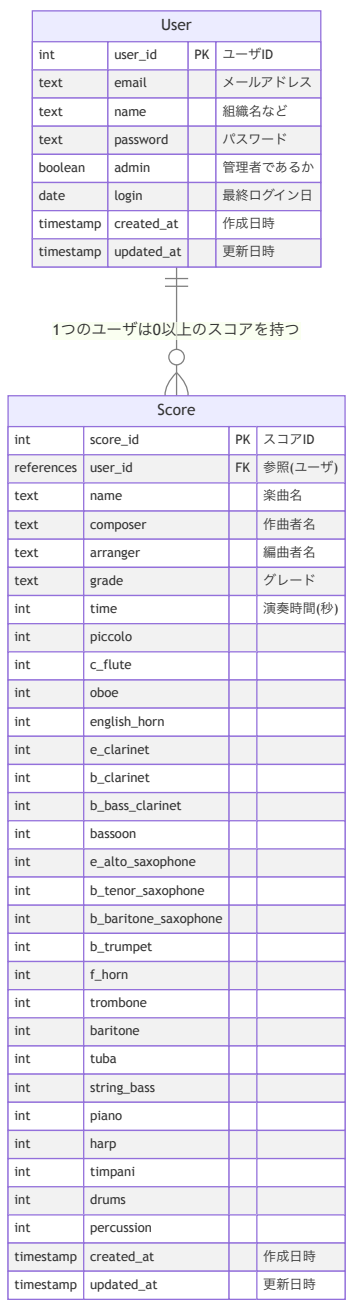 User
int user_id PK ユーザID
text email メールアドレス
text name 組織名など
text password パスワード
boolean admin 管理者であるか
date login 最終ログイン日
timestamp created_at 作成日時
timestamp updated_at 更新日時
1つのユーザは0以上のスコアを持つ
Score
int score_id PK スコアID
references user_id FK 参照(ユーザ)
text name 楽曲名
text composer 作曲者名
text arranger 編曲者名
text grade グレード
int time 演奏時間(秒)
int piccolo
int c_flute
int oboe
int english_horn
int e_clarinet
int b_clarinet
int b_bass_clarinet
int bassoon
int e_alto_saxophone
int b_tenor_saxophone
int b_baritone_saxophone
int b_trumpet
int f_horn
int trombone
int baritone
int tuba
int string_bass
int piano
int harp
int timpani
int drums
int percussion
timestamp created_at 作成日時
timestamp updated_at 更新日時